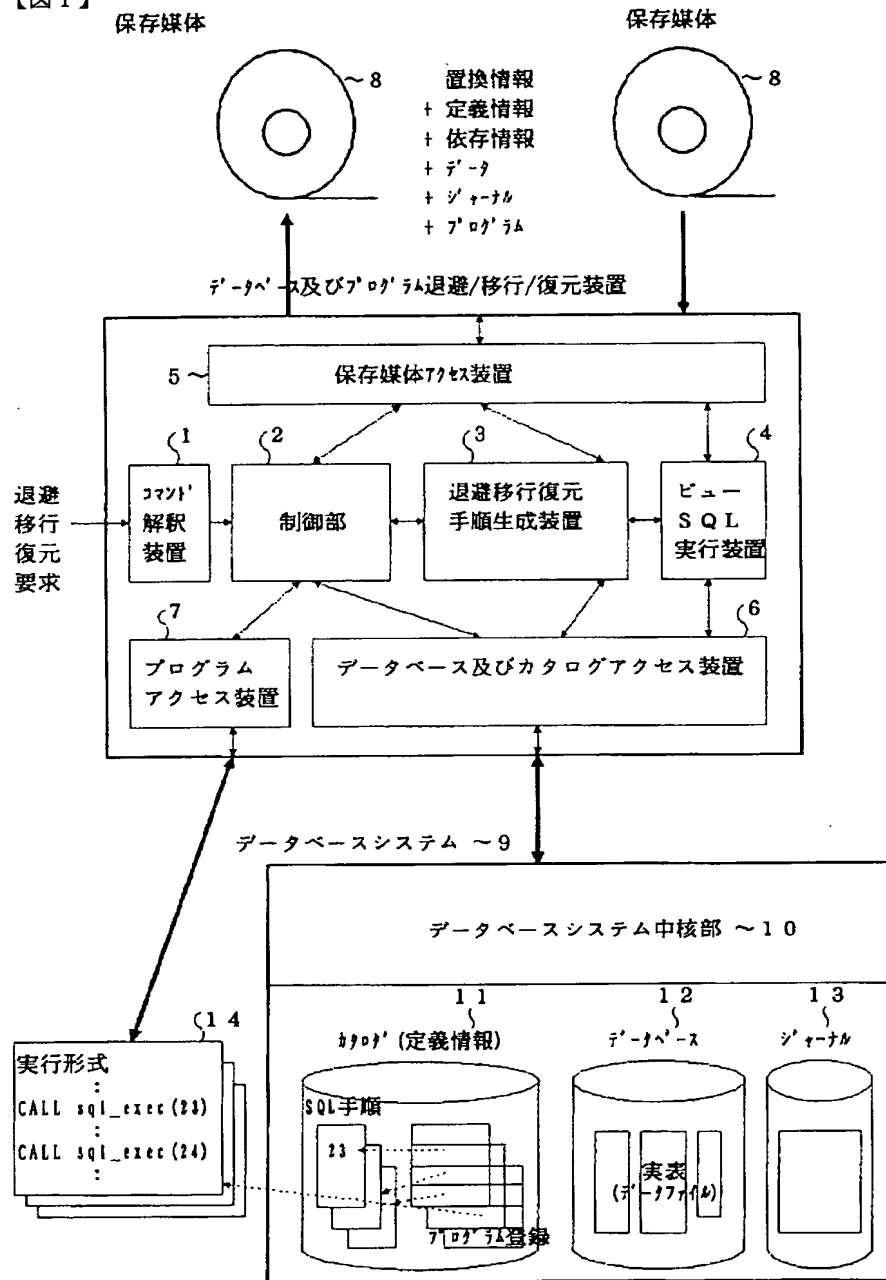 【図1】
保存媒体
保存媒体
8
8
置換情報
+ 定義情報
+ 依存情報
+ データ
+ ジャーナル
+ プログラム
データベース及びプログラム退避/移行/復元装置
5
保存媒体アクセス装置
1
2
3
4
退避
移行
復元
要求
コマンド
解釈
装置
制御部
退避移行復元
手順生成装置
ビュー
SQL
実行装置
7
6
プログラム
アクセス装置
データベース及びカタログアクセス装置
データベースシステム ~9
データベースシステム中核部 ~10
11
12
13
14
カタログ(定義情報)
データベース
ジャーナル
実行形式
:
CALL sql_exec(23)
:
CALL sql_exec(24)
:
SQL手順
23
プログラム登録
実表
(データファイル)